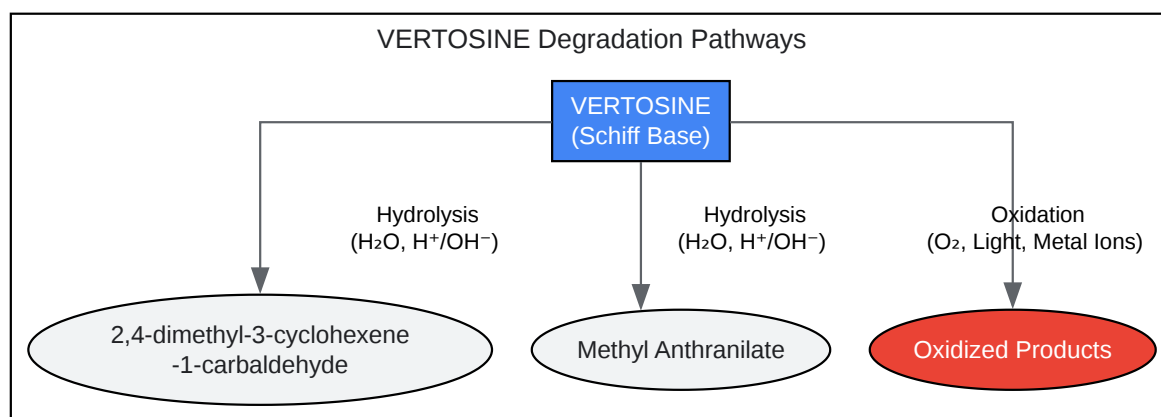 VERTOSINE Degradation Pathways
VERTOSINE
(Schiff Base)
Hydrolysis
(H₂O, H⁺/OH⁻)
Hydrolysis
(H₂O, H⁺/OH⁻)
Oxidation
(O₂, Light, Metal Ions)
2,4-dimethyl-3-cyclohexene
-1-carbaldehyde
Methyl Anthranilate
Oxidized Products